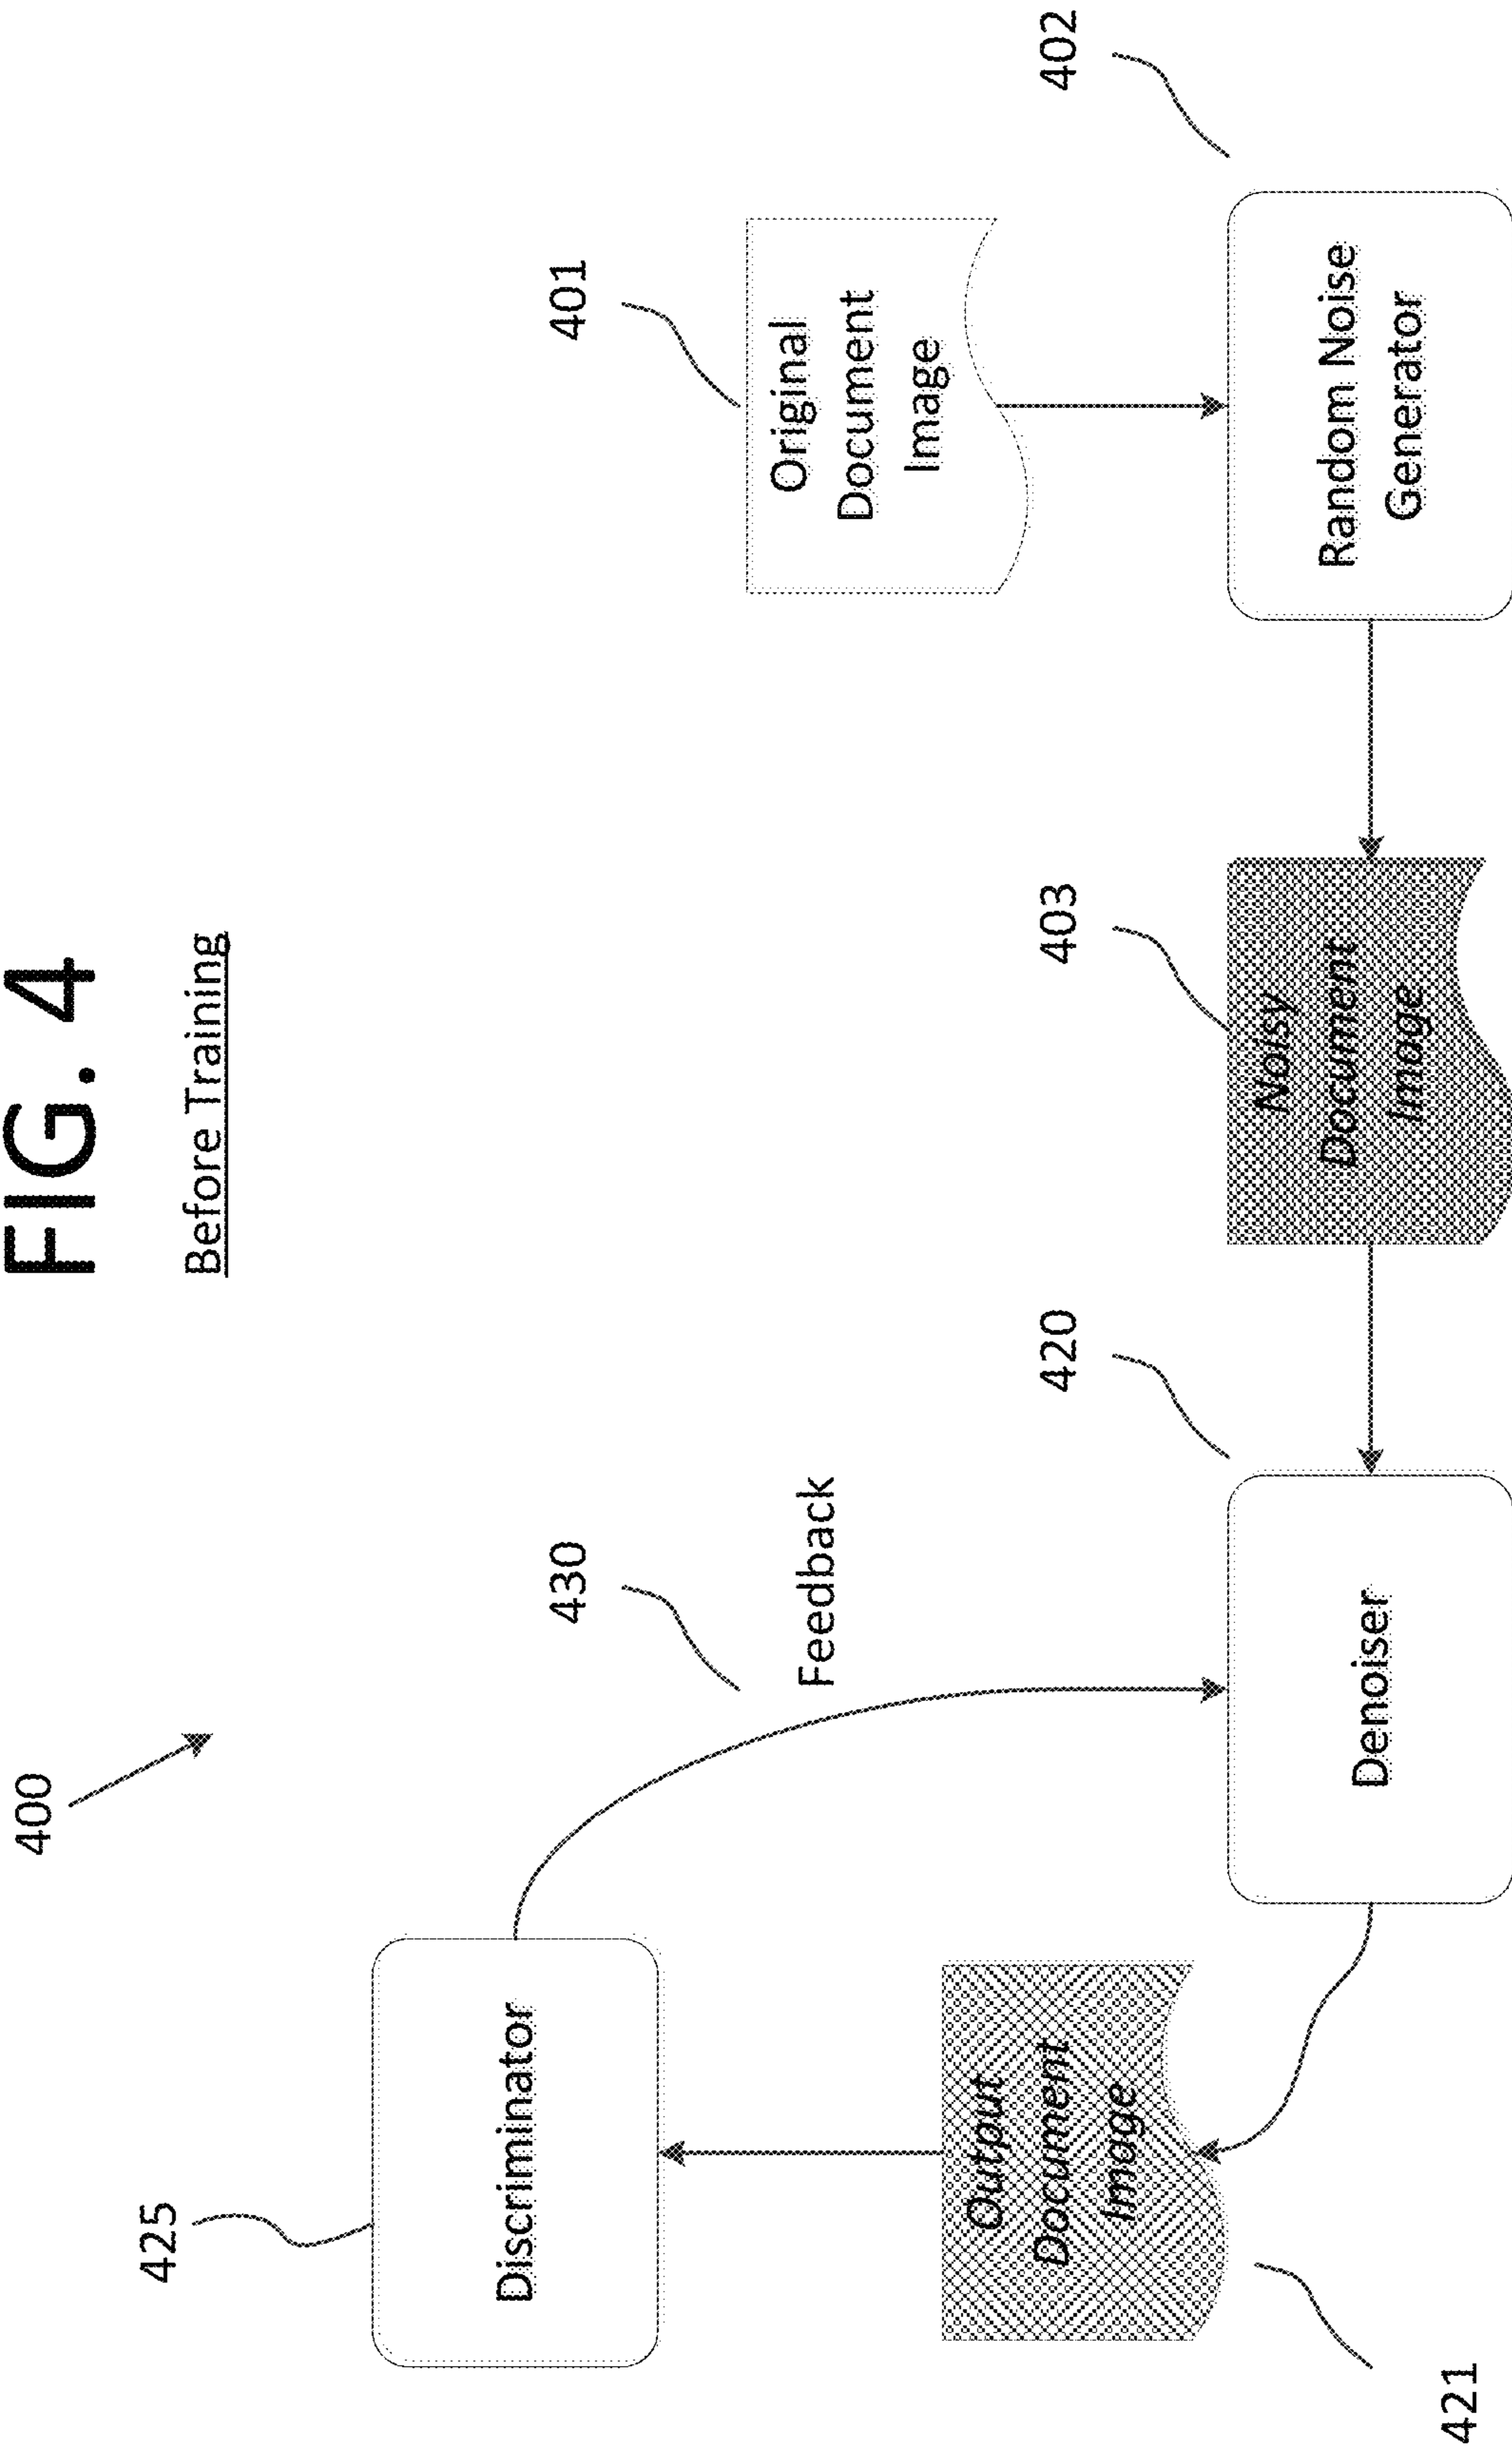 FIG. 4
Before Training
400
425
Discriminator
430
Feedback
401
Original
Document
Image
421
Output
Document
Image
420
Denoiser
403
Noisy
Document
Image
402
Random Noise
Generator